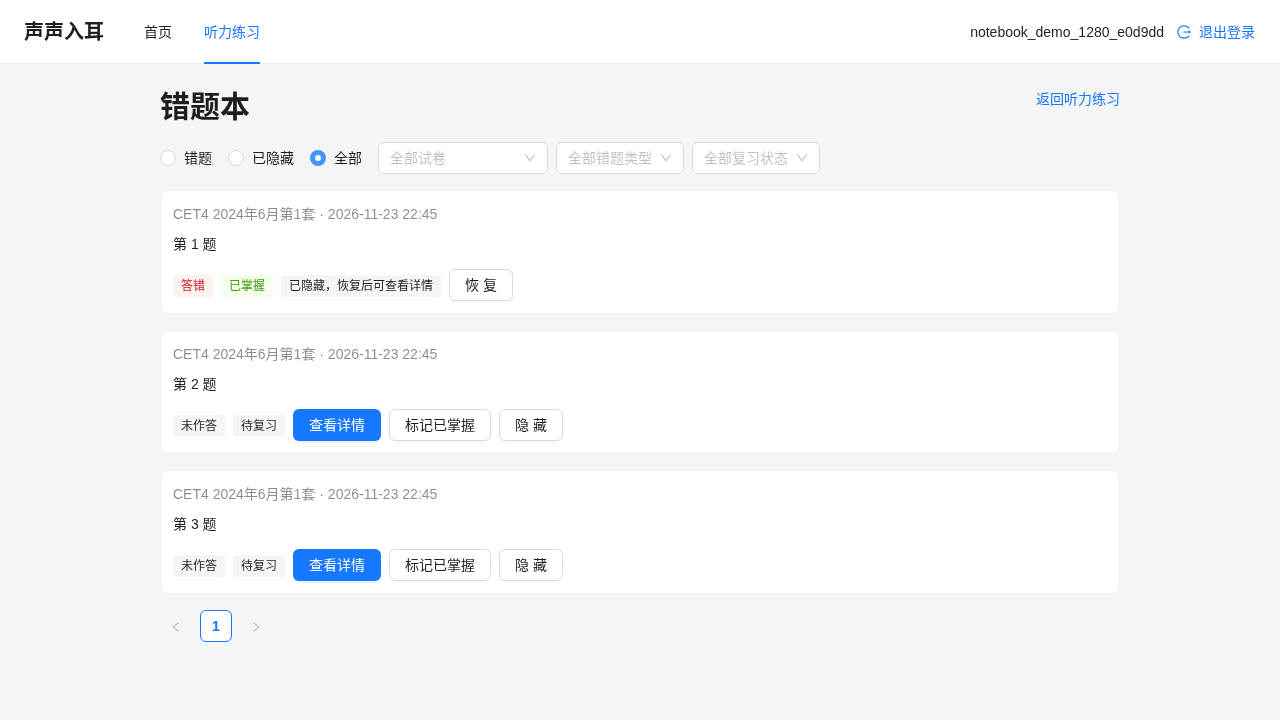 声声入耳 首页 听力练习 notebook_demo_1280_e0d9dd 退出登录
错题本 返回听力练习
错题 已隐藏 全部 全部试卷 全部错题类型 全部复习状态
CET4 2024年6月第1套 · 2026-11-23 22:45
第 1 题
答错 已掌握 已隐藏，恢复后可查看详情 恢 复
CET4 2024年6月第1套 · 2026-11-23 22:45
第 2 题
未作答 待复习 查看详情 标记已掌握 隐 藏
CET4 2024年6月第1套 · 2026-11-23 22:45
第 3 题
未作答 待复习 查看详情 标记已掌握 隐 藏
1